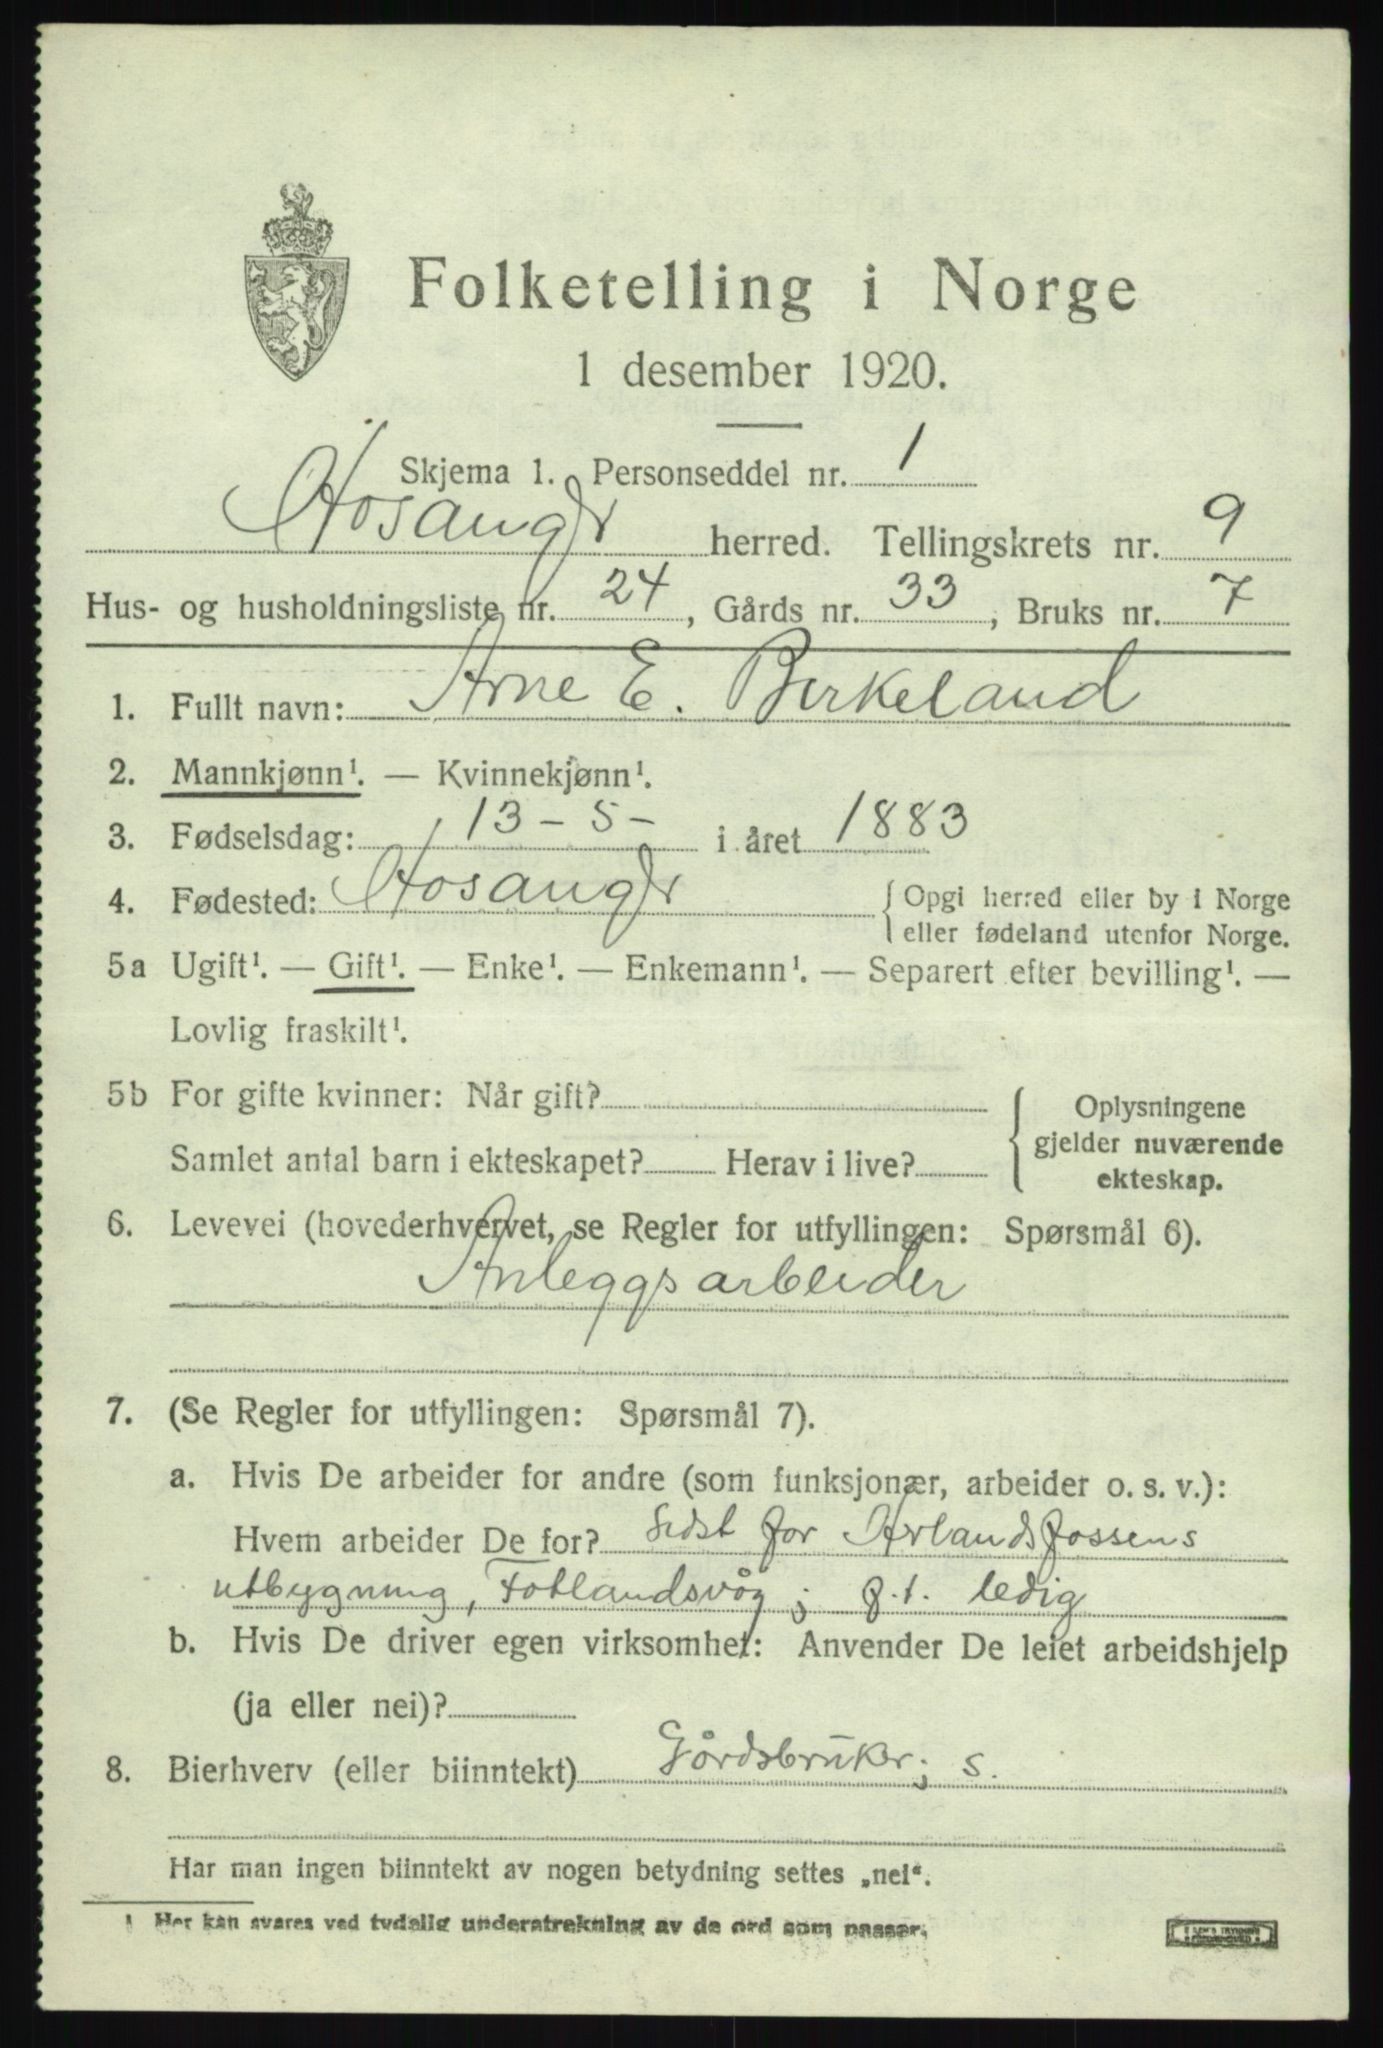 Folketelling i Norge
1 desember 1920.
Skjema 1. Personseddel nr. 1
Hosangr herred. Tellingskrets nr. 9
Hus- og husholdningsliste nr. 24, Gårds nr. 33, Bruks nr. 7
1. Fullt navn: Arne E. Birkeland
2. Mannkjønn¹. — Kvinnekjønn¹.
3. Fødselsdag: 13 - 5 - i året 1883
4. Fødested: Hosangr { Opgi herred eller by i Norge
eller fødeland utenfor Norge.
5a Ugift¹. — Gift¹. — Enke¹. — Enkemann¹. — Separert efter bevilling¹. —
Lovlig fraskilt¹.
5b For gifte kvinner: Når gift?
Samlet antal barn i ekteskapet? Herav i live?
{ Oplysningene
gjelder nuværende
ekteskap.
6. Levevei (hovederhvervet, se Regler for utfyllingen: Spørsmål 6).
Anleggsarbeider
7. (Se Regler for utfyllingen: Spørsmål 7).
a. Hvis De arbeider for andre (som funksjonær, arbeider o. s. v.):
Hvem arbeider De for? Sidst for Herlandsfossens
utbygning, Fotlandsvåg; f.t. ledig
b. Hvis De driver egen virksomhet: Anvender De leiet arbeidshjelp
(ja eller nei)?
8. Bierhverv (eller biinntekt) Gårdsbruker; s.
Har man ingen biinntekt av nogen betydning settes „nei“.
1 Her kan svares ved tydelig understrekning av de ord som passer.